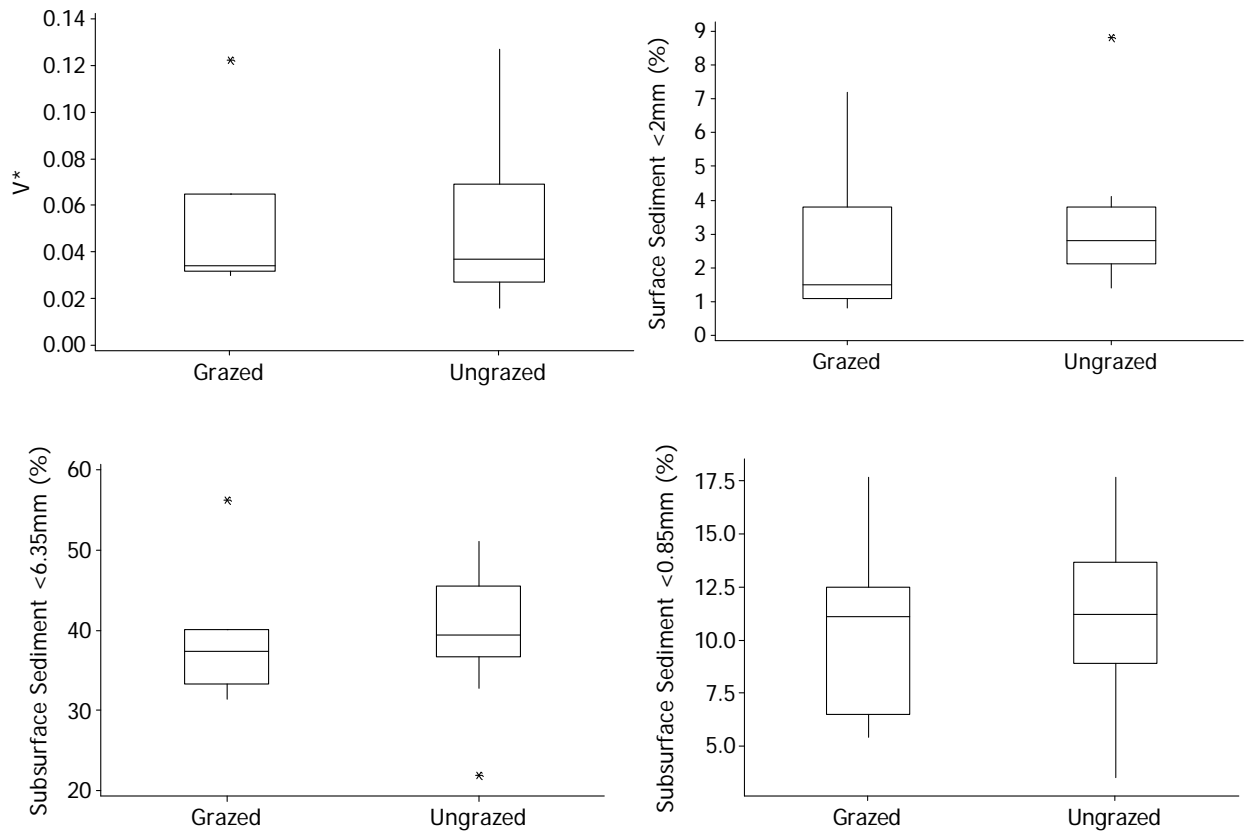 V*
0.14
0.12
0.10
0.08
0.06
0.04
0.02
0.00
Grazed
Ungrazed
Surface Sediment <2mm (%)
9
8
7
6
5
4
3
2
1
0
Grazed
Ungrazed
Subsurface Sediment <6.35mm (%)
60
50
40
30
20
Grazed
Ungrazed
Subsurface Sediment <0.85mm (%)
17.5
15.0
12.5
10.0
7.5
5.0
Grazed
Ungrazed